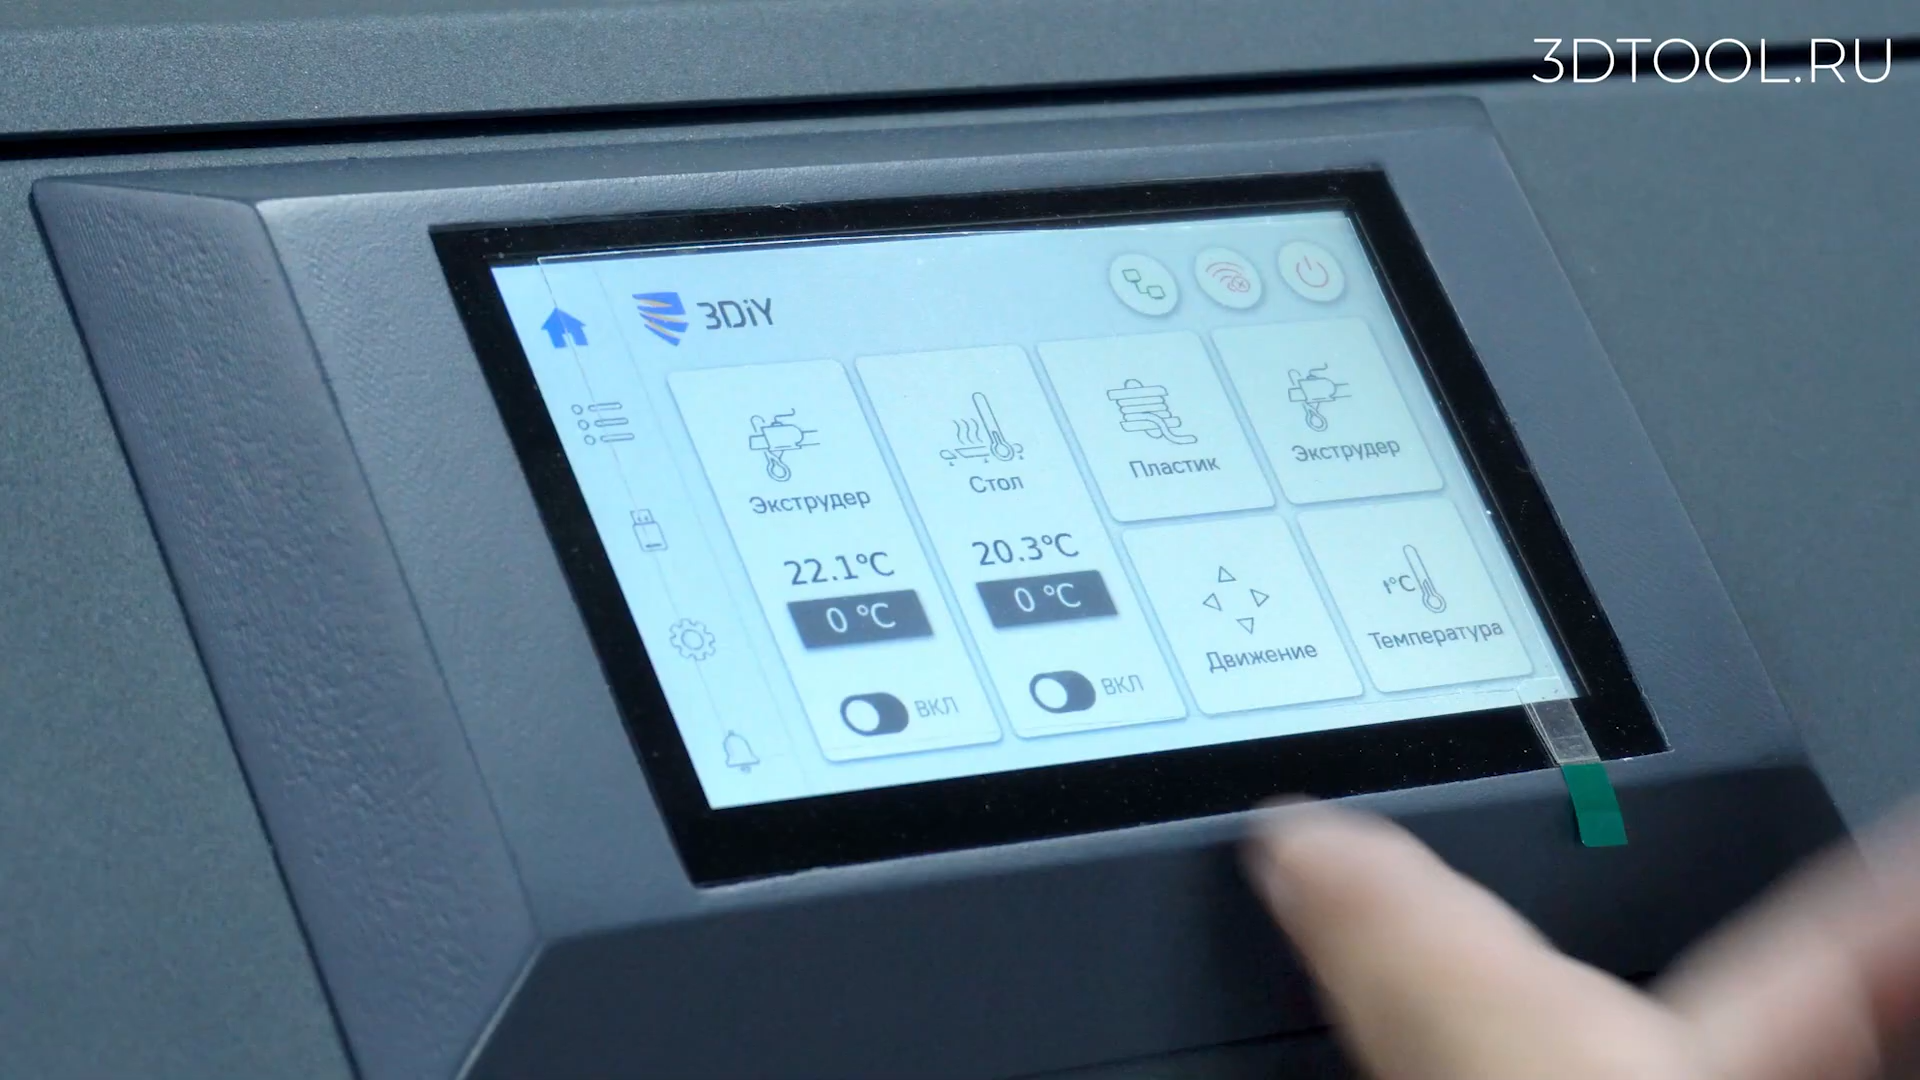 3DTOOL.RU
3DiY
Экструдер
22.1°C
0 °C
ВКЛ
Стол
20.3°C
0 °C
ВКЛ
Пластик
Экструдер
Движение
°C
Температура